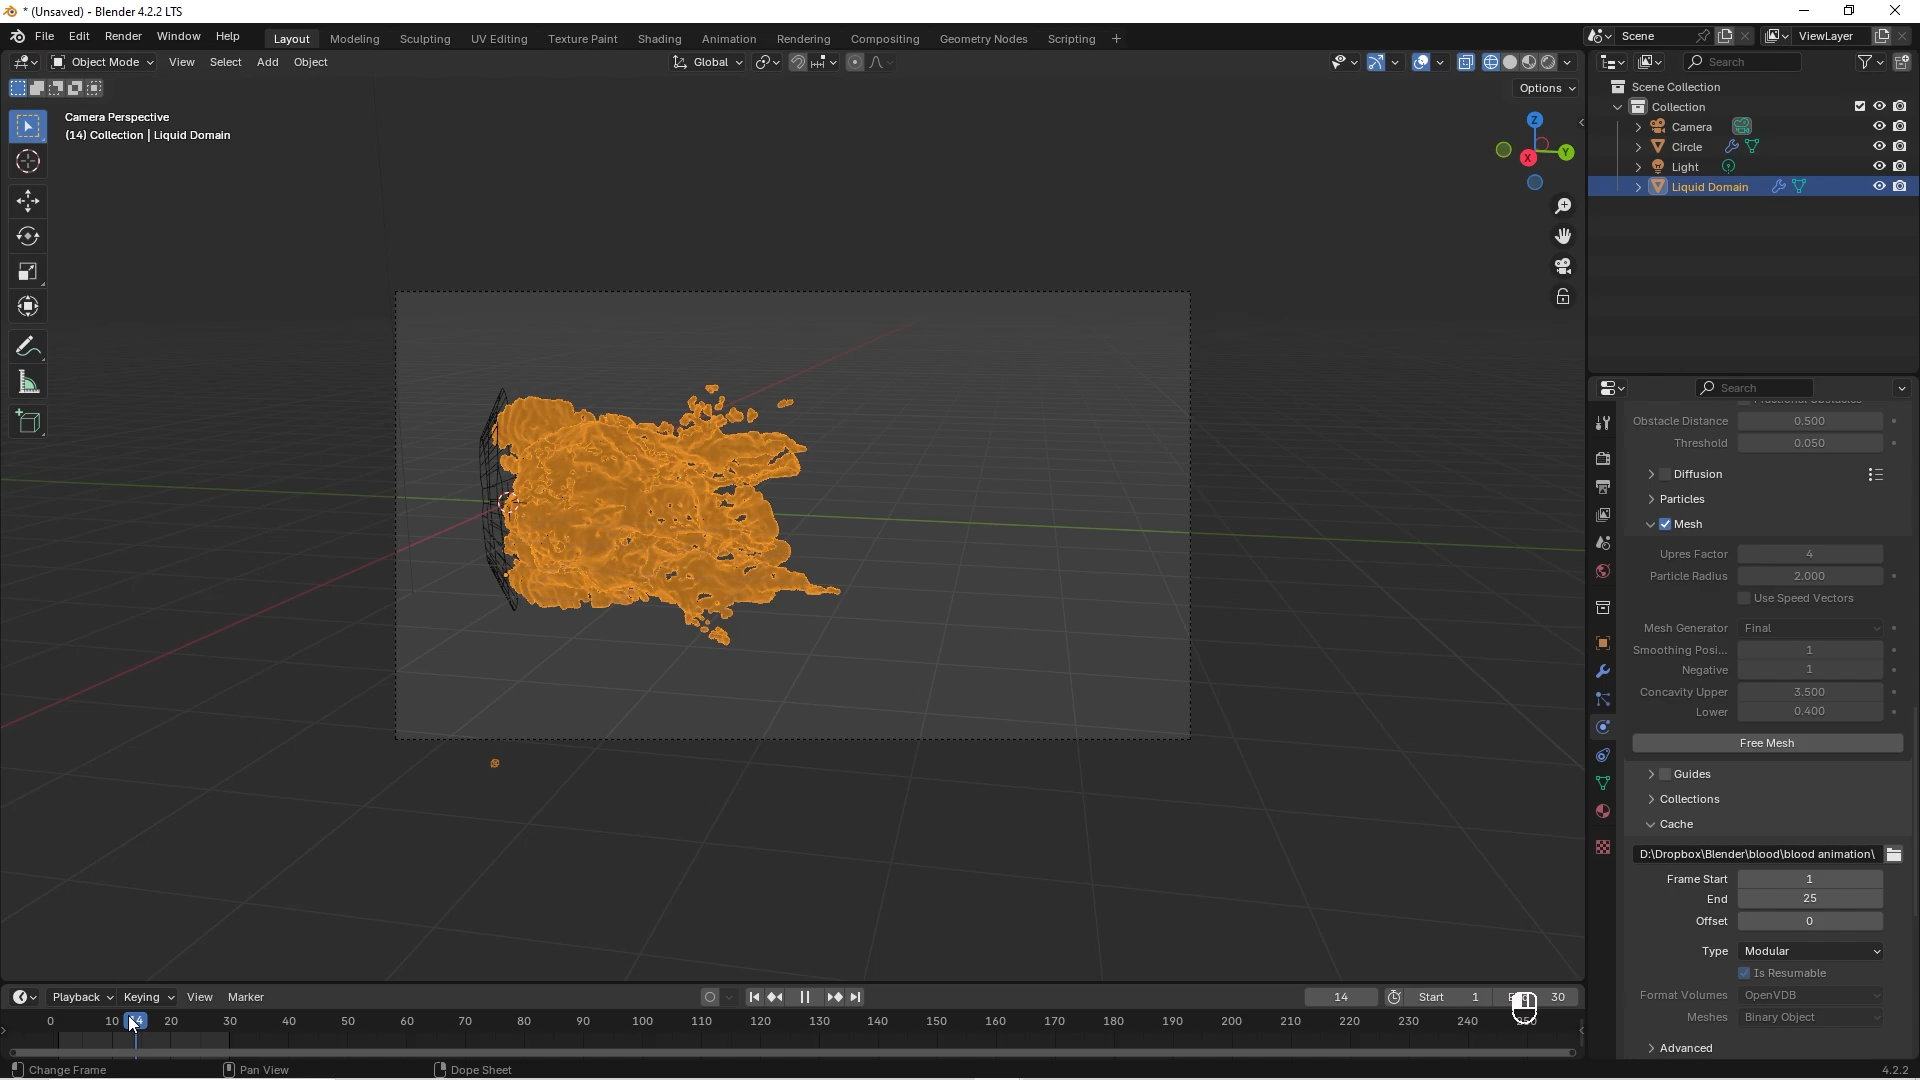 * (Unsaved) - Blender 4.2.2 LTS
File Edit Render Window Help
Layout Modeling Sculpting UV Editing Texture Paint Shading Animation Rendering Compositing Geometry Nodes Scripting +
Scene
ViewLayer
Object Mode View Select Add Object
Global
Options
Camera Perspective
(14) Collection | Liquid Domain
Z
Y
X
Search
Scene Collection
Collection
Camera
Circle
Light
Liquid Domain
Search
Obstacle Distance 0.500
Threshold 0.050
Diffusion
Particles
Mesh
Upres Factor 4
Particle Radius 2.000
Use Speed Vectors
Mesh Generator Final
Smoothing Posi... 1
Negative 1
Concavity Upper 3.500
Lower 0.400
Free Mesh
Guides
Collections
Cache
D:\Dropbox\Blender\blood\blood animation\
Frame Start 1
End 25
Offset 0
Type Modular
Is Resumable
Format Volumes OpenVDB
Meshes Binary Object
Advanced
Playback Keying View Marker
14
Start 1
30
0 10 20 30 40 50 60 70 80 90 100 110 120 130 140 150 160 170 180 190 200 210 220 230 240 250
Change Frame
Pan View
Dope Sheet
4.2.2